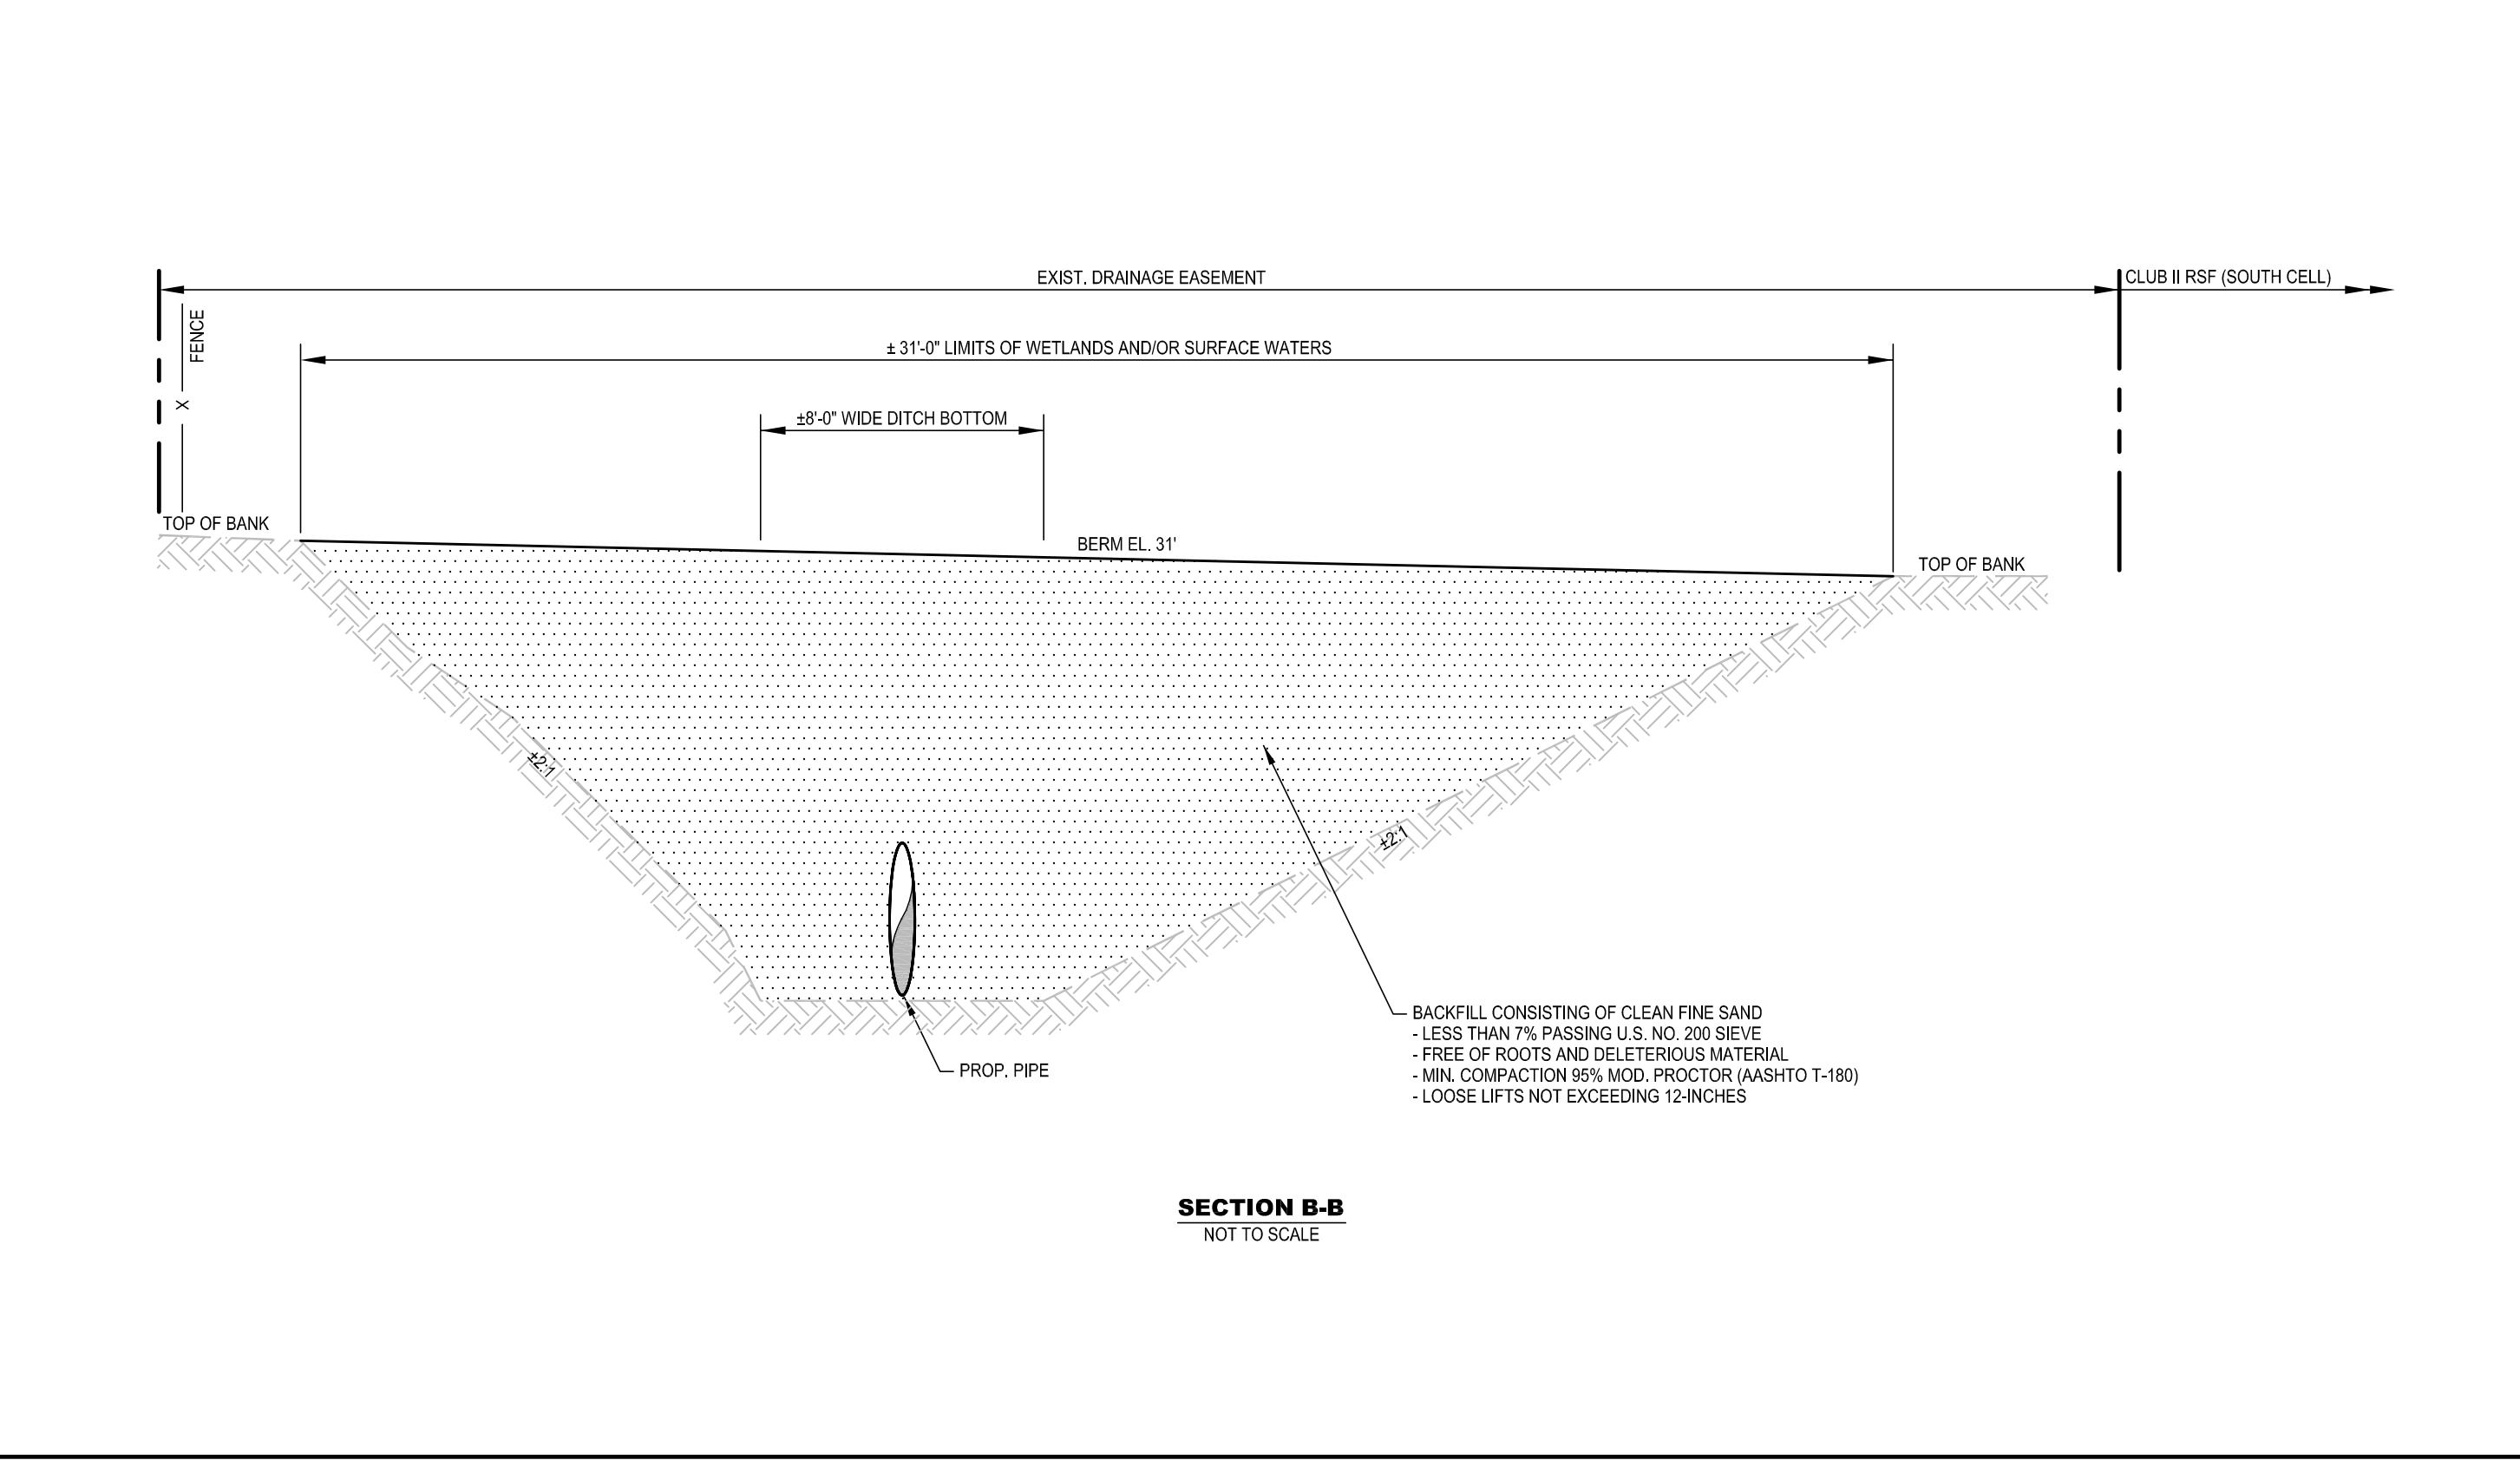 EXIST. DRAINAGE EASEMENT
CLUB II RSF (SOUTH CELL)
FENCE
X
± 31'-0" LIMITS OF WETLANDS AND/OR SURFACE WATERS
±8'-0" WIDE DITCH BOTTOM
TOP OF BANK
BERM EL. 31'
TOP OF BANK
±2:1
±2:1
BACKFILL CONSISTING OF CLEAN FINE SAND
- LESS THAN 7% PASSING U.S. NO. 200 SIEVE
- FREE OF ROOTS AND DELETERIOUS MATERIAL
- MIN. COMPACTION 95% MOD. PROCTOR (AASHTO T-180)
- LOOSE LIFTS NOT EXCEEDING 12-INCHES
PROP. PIPE
SECTION B-B
NOT TO SCALE